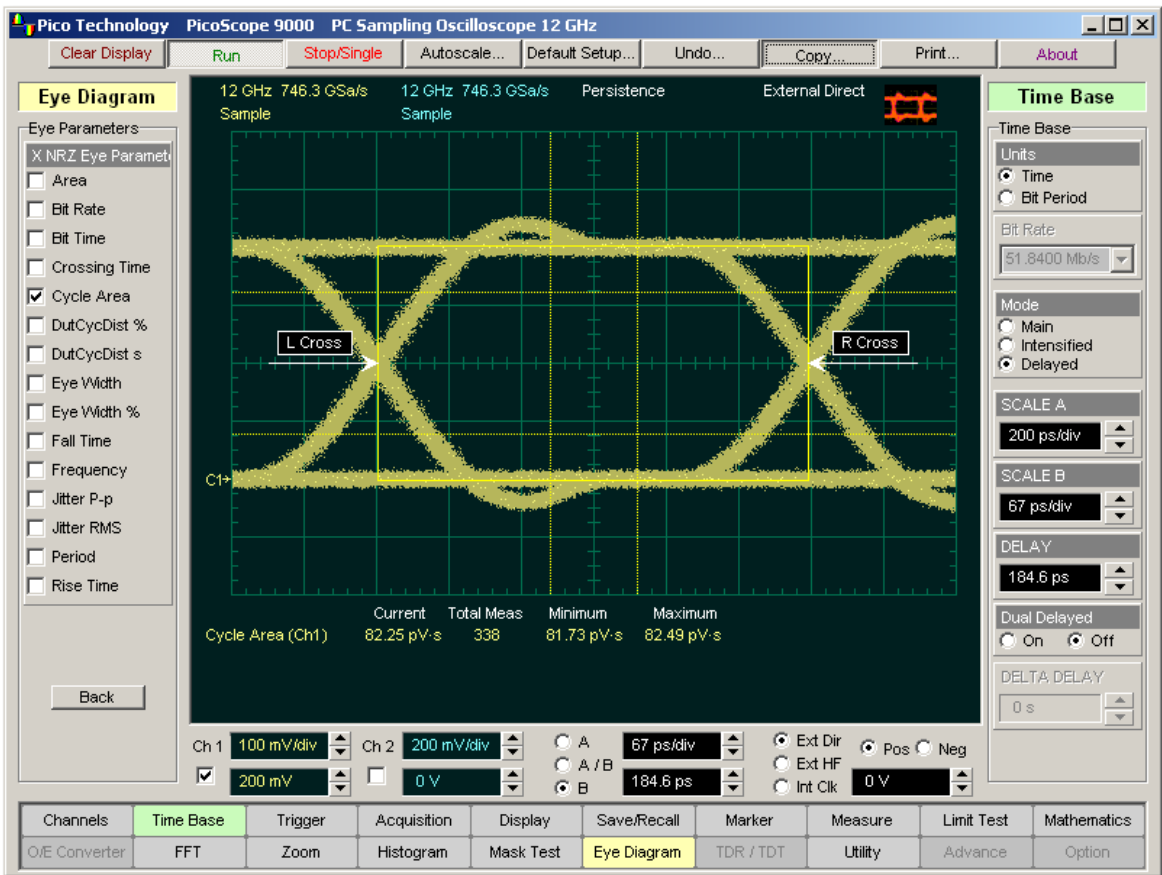 Pico Technology PicoScope 9000 PC Sampling Oscilloscope 12 GHz
Clear Display Run Stop/Single Autoscale... Default Setup... Undo... Copy... Print... About
Eye Diagram
Eye Parameters
X NRZ Eye Paramet
Area
Bit Rate
Bit Time
Crossing Time
Cycle Area
DutCycDist %
DutCycDist s
Eye Width
Eye Width %
Fall Time
Frequency
Jitter P-p
Jitter RMS
Period
Rise Time
Back
12 GHz 746.3 GSa/s 12 GHz 746.3 GSa/s Persistence External Direct
Sample Sample
L Cross R Cross
C1
Current Total Meas Minimum Maximum
Cycle Area (Ch1) 82.25 pV·s 338 81.73 pV·s 82.49 pV·s
Time Base
Time Base
Units
Time
Bit Period
Bit Rate
51.8400 Mb/s
Mode
Main
Intensified
Delayed
SCALE A
200 ps/div
SCALE B
67 ps/div
DELAY
184.6 ps
Dual Delayed
On Off
DELTA DELAY
0 s
Ch 1 100 mV/div Ch 2 200 mV/div A 67 ps/div Ext Dir Pos Neg
A / B Ext HF
200 mV 0 V B 184.6 ps Int Clk 0 V
Channels Time Base Trigger Acquisition Display Save/Recall Marker Measure Limit Test Mathematics
O/E Converter FFT Zoom Histogram Mask Test Eye Diagram TDR / TDT Utility Advance Option